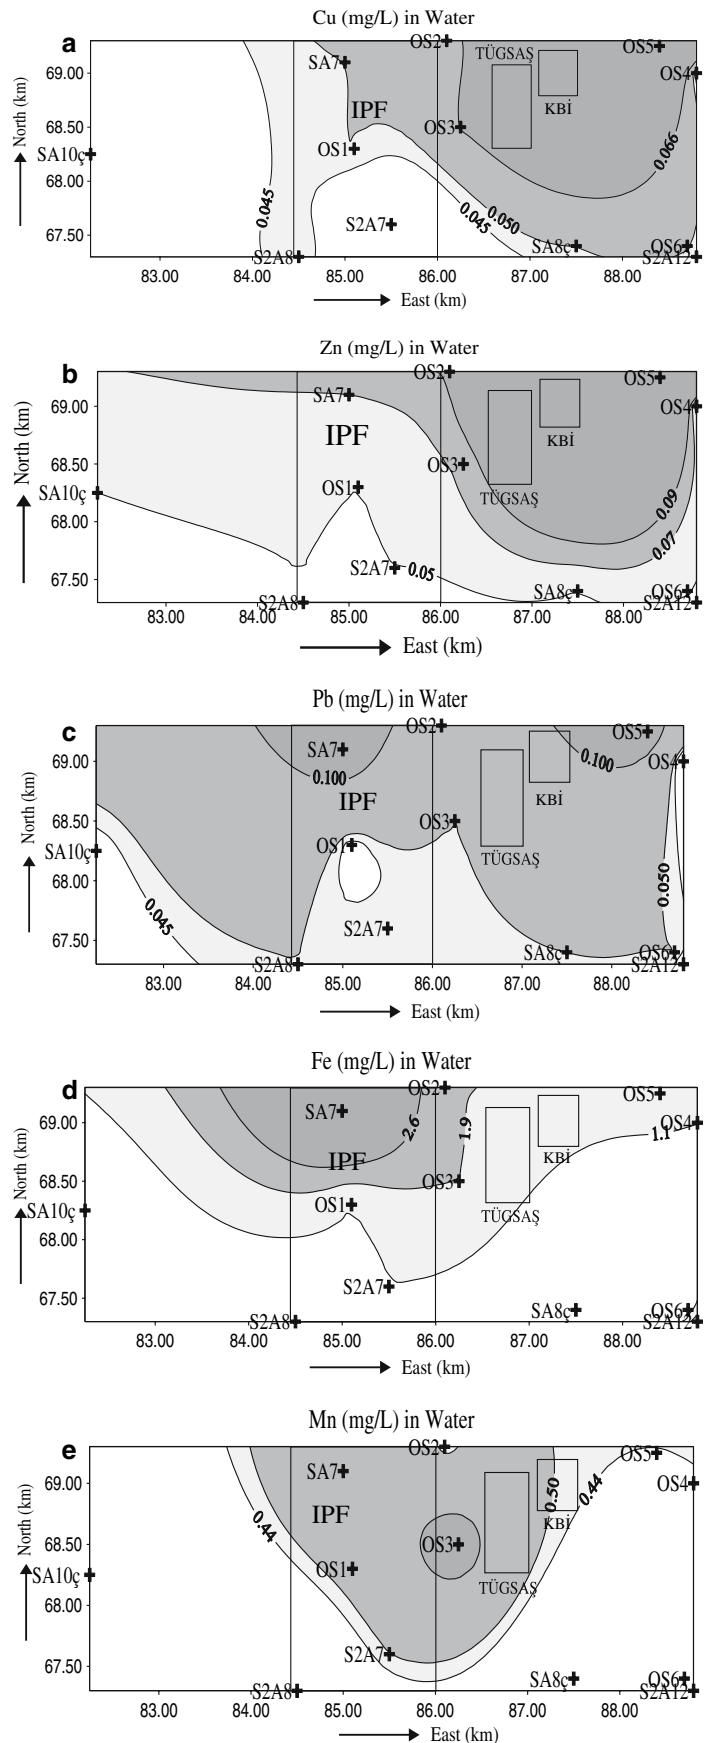 Cu (mg/L) in Water
a
OS2
TÜGSAŞ
OS5
69.00
SA7
KBİ
OS4
North (km)
IPF
68.50
OS3
SA10ç
OS1
0.066
68.00
0.045
0.050
0.045
S2A7
67.50
SA8ç
OS6
S2A8
S2A12
83.00 84.00 85.00 86.00 87.00 88.00
East (km)
Zn (mg/L) in Water
b
OS2
OS5
69.00
SA7
OS4
North (km)
IPF
KBİ
68.50
OS3
SA10ç
OS1
TÜGSAŞ
0.09
68.00
0.07
S2A7
0.05
67.50
SA8ç
OS6
S2A8
S2A12
83.00 84.00 85.00 86.00 87.00 88.00
East (km)
Pb (mg/L) in Water
c
OS2
OS5
69.00
SA7
0.100
0.100
OS4
North (km)
IPF
KBİ
68.50
OS3
SA10ç
OS1
TÜGSAŞ
68.00
0.045
0.050
S2A7
67.50
SA8ç
OS6
S2A8
S2A12
83.00 84.00 85.00 86.00 87.00 88.00
East (km)
Fe (mg/L) in Water
d
OS2
OS5
69.00
SA7
2.6
1.9
1.1
OS4
North (km)
IPF
KBİ
68.50
OS3
SA10ç
OS1
TÜGSAŞ
68.00
S2A7
67.50
SA8ç
OS6
S2A8
S2A12
83.00 84.00 85.00 86.00 87.00 88.00
East (km)
Mn (mg/L) in Water
e
OS2
OS5
69.00
SA7
0.50
0.44
OS4
North (km)
IPF
KBİ
0.44
68.50
OS3
SA10ç
OS1
TÜGSAŞ
68.00
S2A7
67.50
SA8ç
OS6
S2A8
S2A12
83.00 84.00 85.00 86.00 87.00 88.00
East (km)